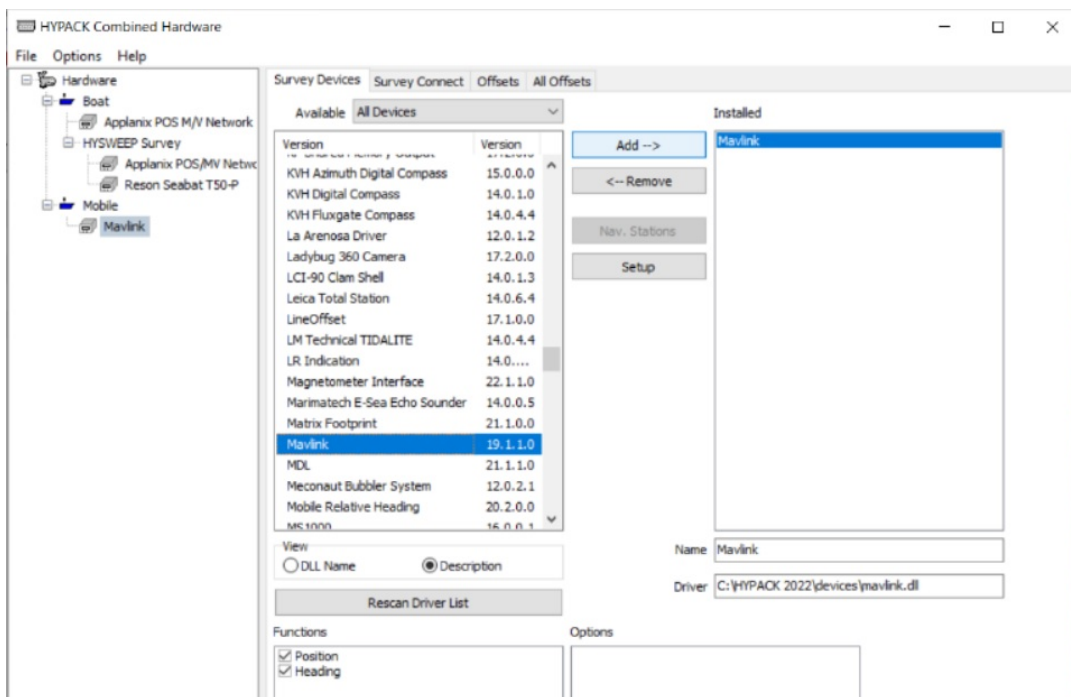 HYPACK Combined Hardware
File Options Help
Hardware
Boat
Applanix POS M/V Network
HYSWEEP Survey
Applanix POS/MV Netwc
Reson Seabat T50-P
Mobile
Mavlink
Survey Devices Survey Connect Offsets All Offsets
Available All Devices
Version Version
KVH Azimuth Digital Compass 15.0.0.0
KVH Digital Compass 14.0.1.0
KVH Fluxgate Compass 14.0.4.4
La Arenosa Driver 12.0.1.2
Ladybug 360 Camera 17.2.0.0
LCI-90 Clam Shell 14.0.1.3
Leica Total Station 14.0.6.4
LineOffset 17.1.0.0
LM Technical TIDALITE 14.0.4.4
LR Indication 14.0....
Magnetometer Interface 22.1.1.0
Marimatech E-Sea Echo Sounder 14.0.0.5
Matrix Footprint 21.1.0.0
Mavlink 19.1.1.0
MDL 21.1.1.0
Meconaut Bubbler System 12.0.2.1
Mobile Relative Heading 20.2.0.0
MS1000 16.0.0.1
View
DLL Name Description
Rescan Driver List
Functions
Position
Heading
Add -->
<-- Remove
Nav. Stations
Setup
Installed
Mavlink
Name Mavlink
Driver C:\HYPACK 2022\devices\mavlink.dll
Options